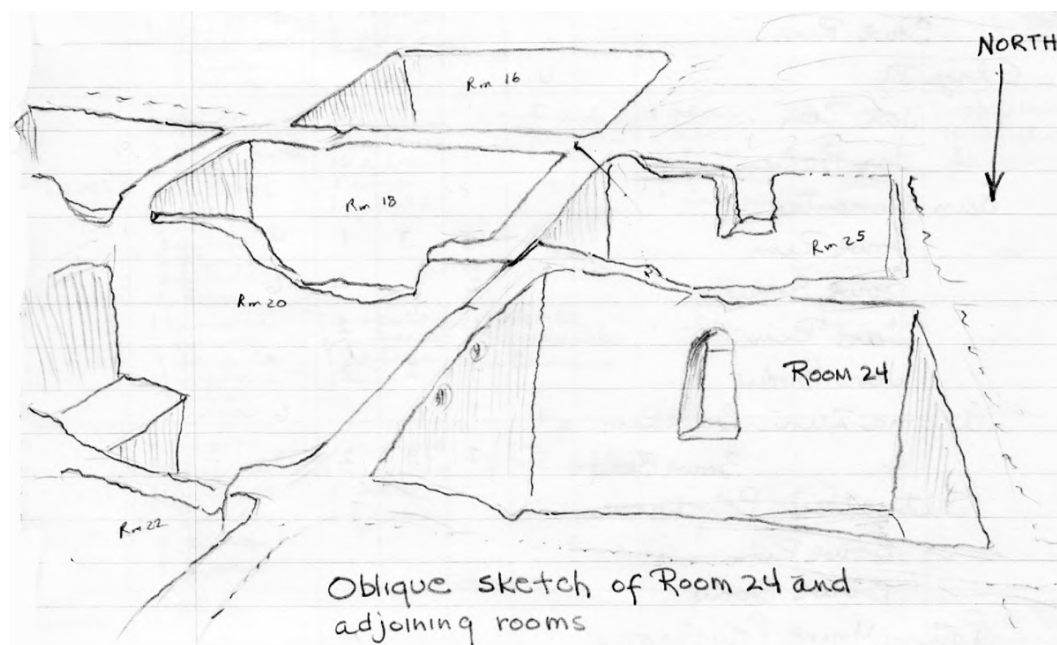 NORTH
Rm 16
Rm 18
Rm 25
Rm 20
ROOM 24
Rm 22
Oblique sketch of Room 24 and
adjoining rooms